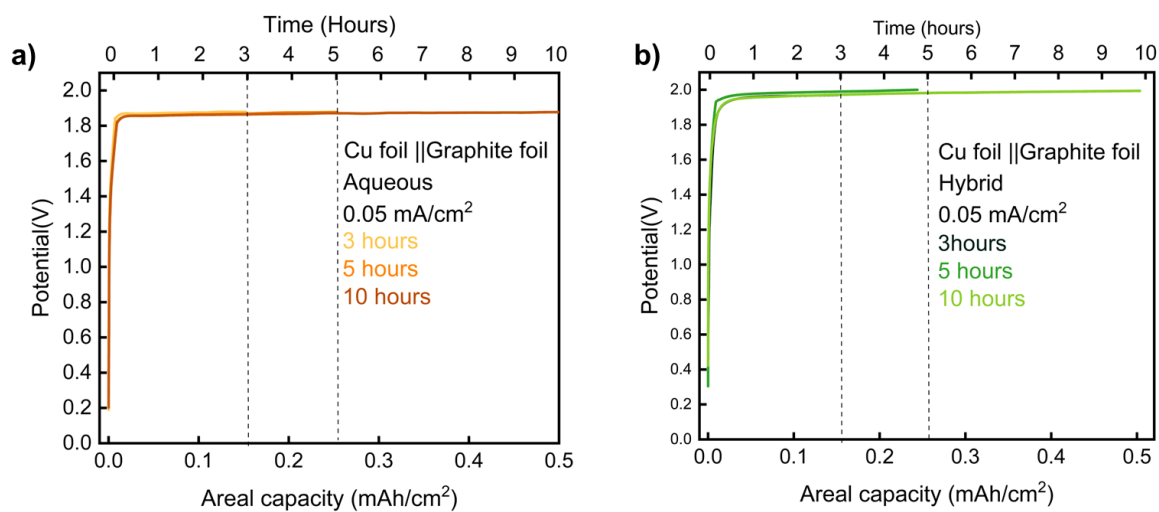 a)
Time (Hours)
0 1 2 3 4 5 6 7 8 9 10
2.0
1.8
1.6
1.4
1.2
1.0
0.8
0.6
0.4
0.2
0.0
Potential(V)
Cu foil ||Graphite foil
Aqueous
0.05 mA/cm²
3 hours
5 hours
10 hours
0.0 0.1 0.2 0.3 0.4 0.5
Areal capacity (mAh/cm²)
b)
Time (hours)
0 1 2 3 4 5 6 7 8 9 10
2.0
1.8
1.6
1.4
1.2
1.0
0.8
0.6
0.4
0.2
0.0
Potential(V)
Cu foil ||Graphite foil
Hybrid
0.05 mA/cm²
3hours
5 hours
10 hours
0.0 0.1 0.2 0.3 0.4 0.5
Areal capacity (mAh/cm²)